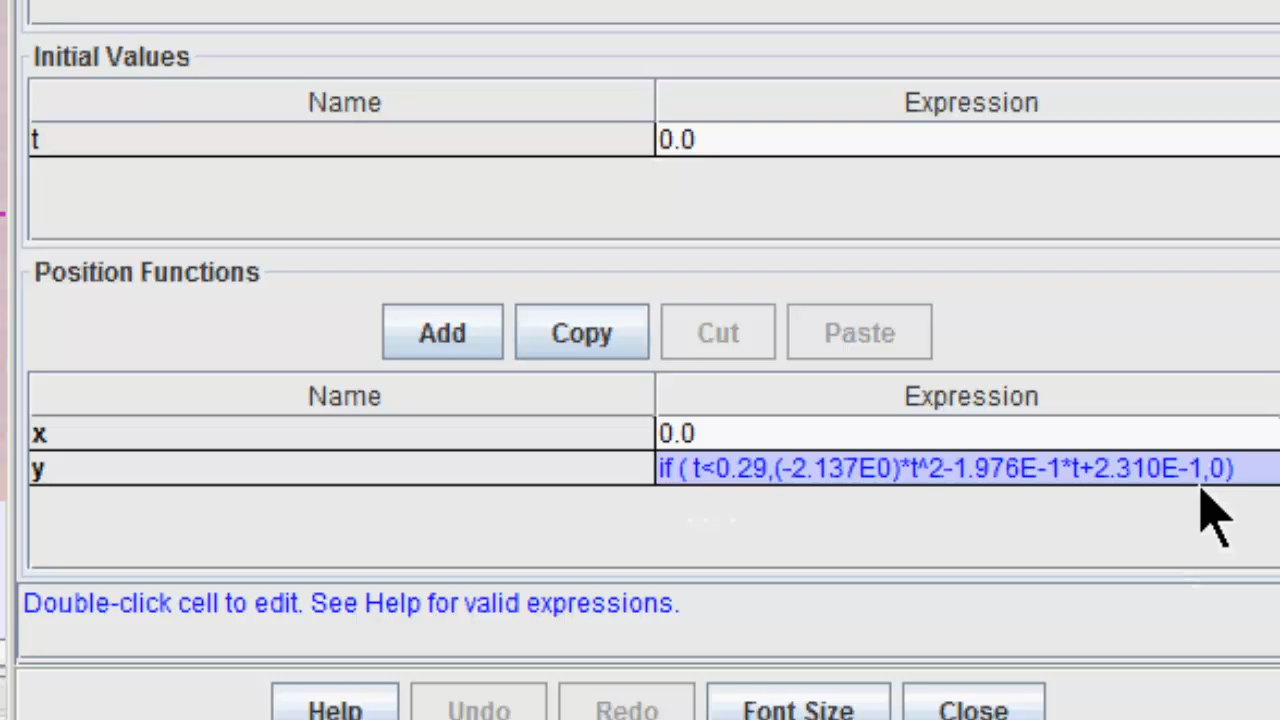 Initial Values
Name Expression
t 0.0
Position Functions
Add Copy Cut Paste
Name Expression
x 0.0
y if ( t<0.29,(-2.137E0)*t^2-1.976E-1*t+2.310E-1,0)
Double-click cell to edit. See Help for valid expressions.
Help Undo Redo Font Size Close